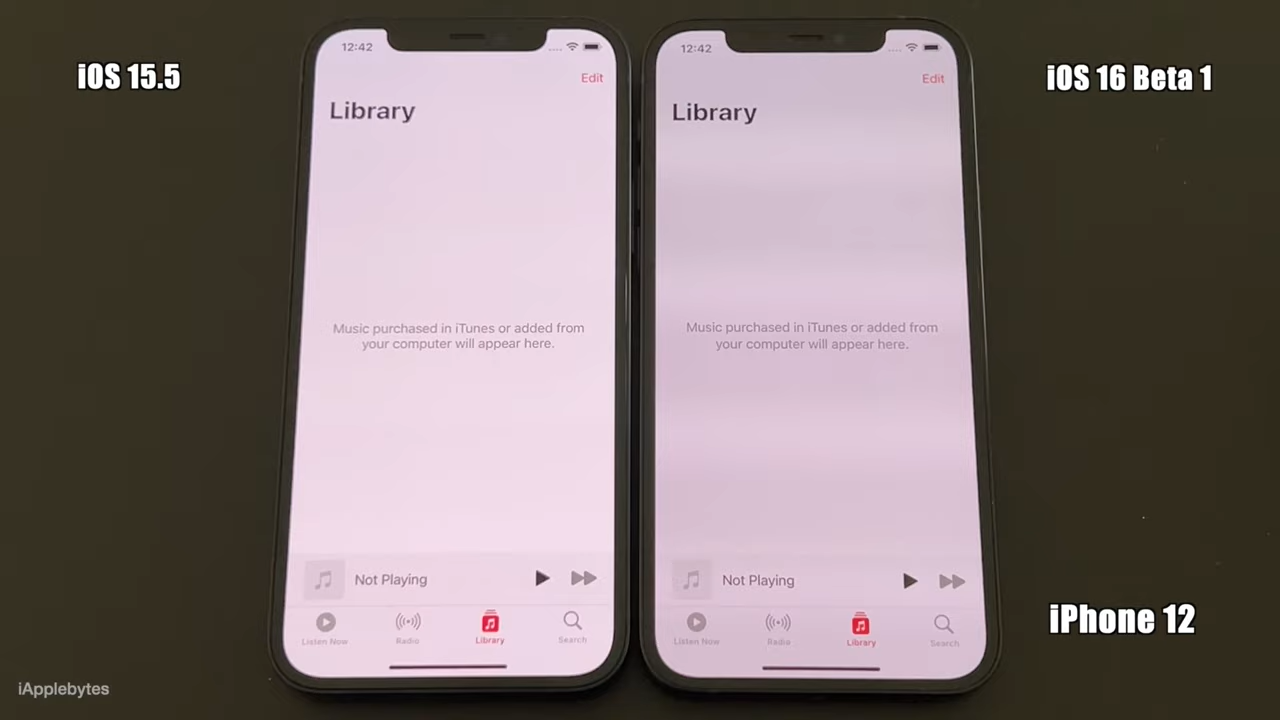 iOS 15.5
12:42
Edit
Library
Music purchased in iTunes or added from
your computer will appear here.
Not Playing
Listen Now
Radio
Library
Search
12:42
Edit
Library
Music purchased in iTunes or added from
your computer will appear here.
Not Playing
Listen Now
Radio
Library
Search
iOS 16 Beta 1
iPhone 12
iApplebytes